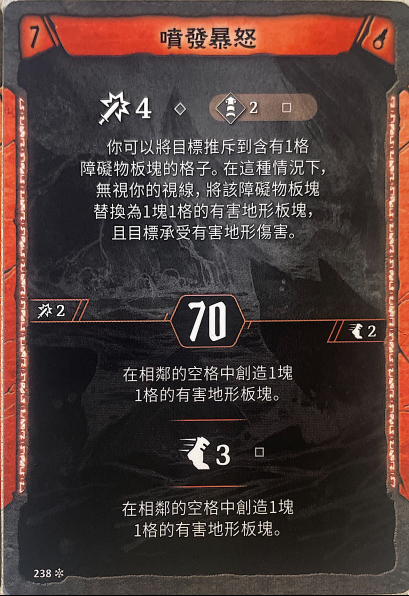 7 噴發暴怒
4 2
你可以將目標推斥到含有1格
障礙物板塊的格子。在這種情況下，
無視你的視線，將該障礙物板塊
替換為1塊1格的有害地形板塊，
且目標承受有害地形傷害。
2 70 2
在相鄰的空格中創造1塊
1格的有害地形板塊。
3
在相鄰的空格中創造1塊
1格的有害地形板塊。
238